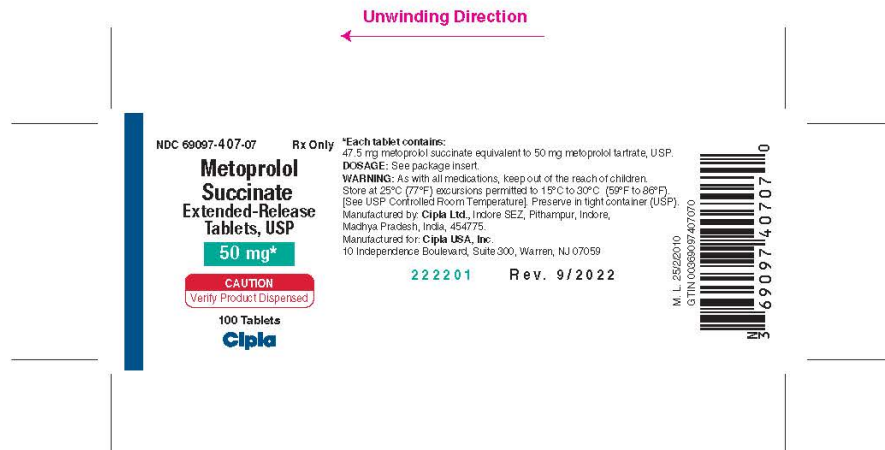 Unwinding Direction
NDC 69097-407-07 Rx Only
Metoprolol
Succinate
Extended-Release
Tablets, USP
50 mg*
CAUTION
Verify Product Dispensed
100 Tablets
Cipla
*Each tablet contains:
47.5 mg metoprolol succinate equivalent to 50 mg metoprolol tartrate, USP.
DOSAGE: See package insert.
WARNING: As with all medications, keep out of the reach of children.
Store at 25°C (77°F) excursions permitted to 15°C to 30°C (59°F to 86°F).
[See USP Controlled Room Temperature]. Preserve in tight container (USP).
Manufactured by: Cipla Ltd., Indore SEZ, Pithampur, Indore,
Madhya Pradesh, India, 454775.
Manufactured for: Cipla USA, Inc.
10 Independence Boulevard, Suite 300, Warren, NJ 07059
222201 Rev. 9/2022
M. L. 25/2/2010
GTIN 00369097407070
N
3 69097 40707 0